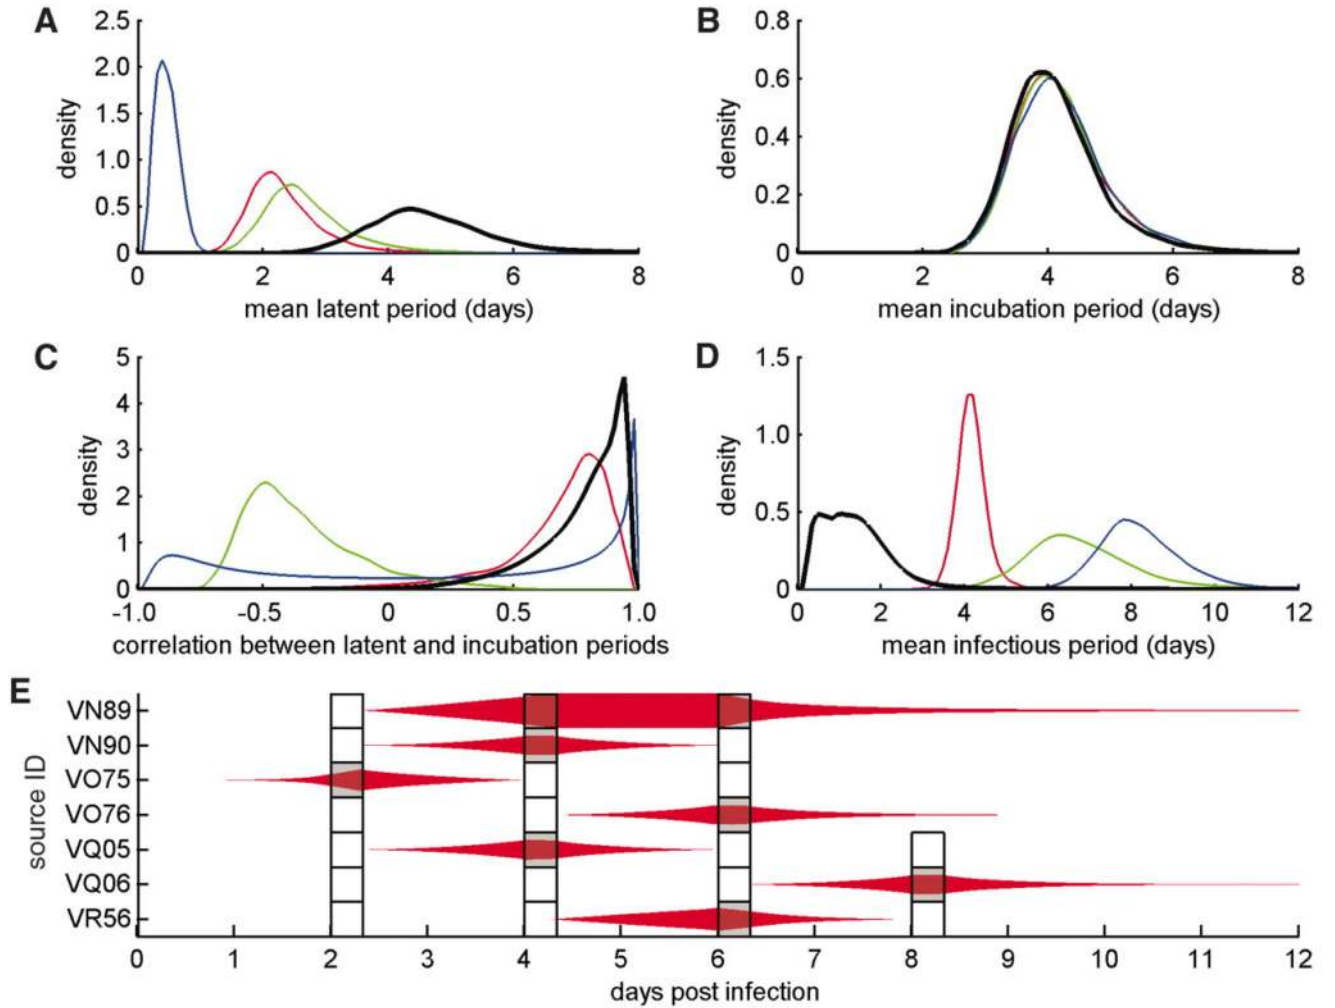 A
2.5
2.0
1.5
1.0
0.5
0
density
0 2 4 6 8
mean latent period (days)
B
0.8
0.6
0.4
0.2
0
density
0 2 4 6 8
mean incubation period (days)
C
5
4
3
2
1
0
density
-1.0 -0.5 0 0.5 1.0
correlation between latent and incubation periods
D
1.5
1.0
0.5
0
density
0 2 4 6 8 10 12
mean infectious period (days)
E
source ID
VN89
VN90
VO75
VO76
VQ05
VQ06
VR56
0 1 2 3 4 5 6 7 8 9 10 11 12
days post infection